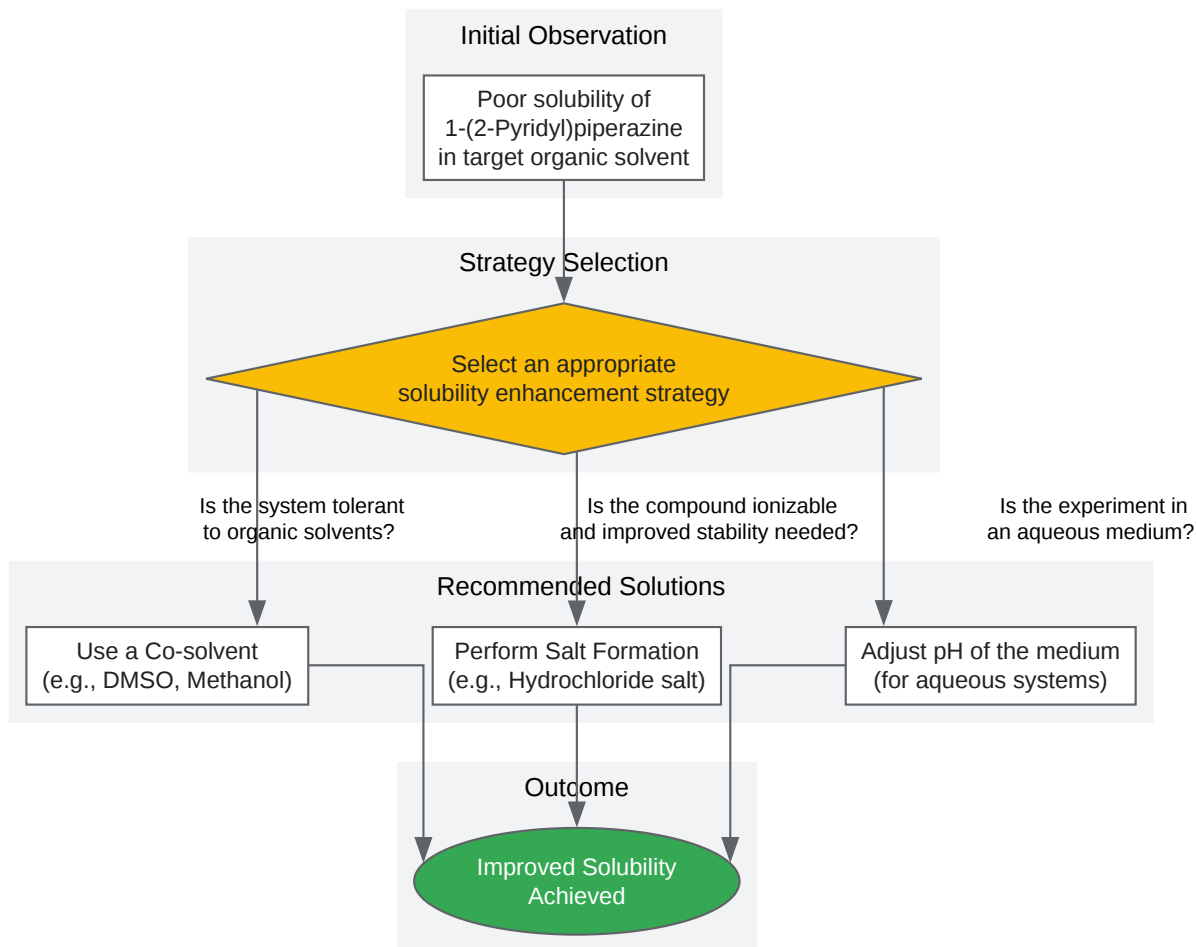 Initial Observation
Poor solubility of
1-(2-Pyridyl)piperazine
in target organic solvent
Strategy Selection
Select an appropriate
solubility enhancement strategy
Is the system tolerant
to organic solvents?
Is the compound ionizable
and improved stability needed?
Is the experiment in
an aqueous medium?
Recommended Solutions
Use a Co-solvent
(e.g., DMSO, Methanol)
Perform Salt Formation
(e.g., Hydrochloride salt)
Adjust pH of the medium
(for aqueous systems)
Outcome
Improved Solubility
Achieved